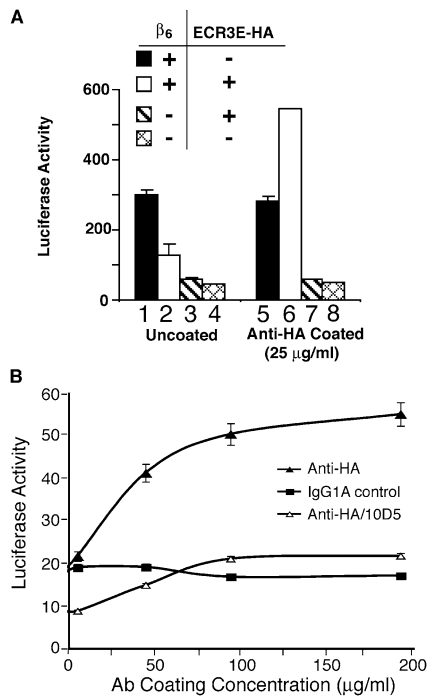 A
β6 ECR3E-HA
+ -
+ +
- +
- -
Luciferase Activity
600
400
200
0
1 2 3 4 5 6 7 8
Uncoated Anti-HA Coated
(25 µg/ml)
B
Luciferase Activity
60
50
40
30
20
10
0
Anti-HA
IgG1A control
Anti-HA/10D5
0 50 100 150 200
Ab Coating Concentration (µg/ml)